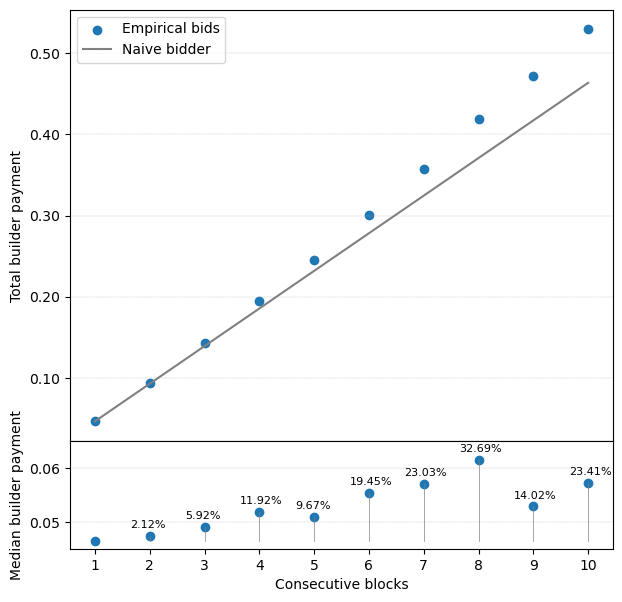 Empirical bids
Naive bidder
0.50
0.40
0.30
0.20
0.10
Total builder payment
32.69%
23.03%
23.41%
19.45%
14.02%
11.92%
9.67%
5.92%
2.12%
0.06
0.05
Median builder payment
1 2 3 4 5 6 7 8 9 10
Consecutive blocks